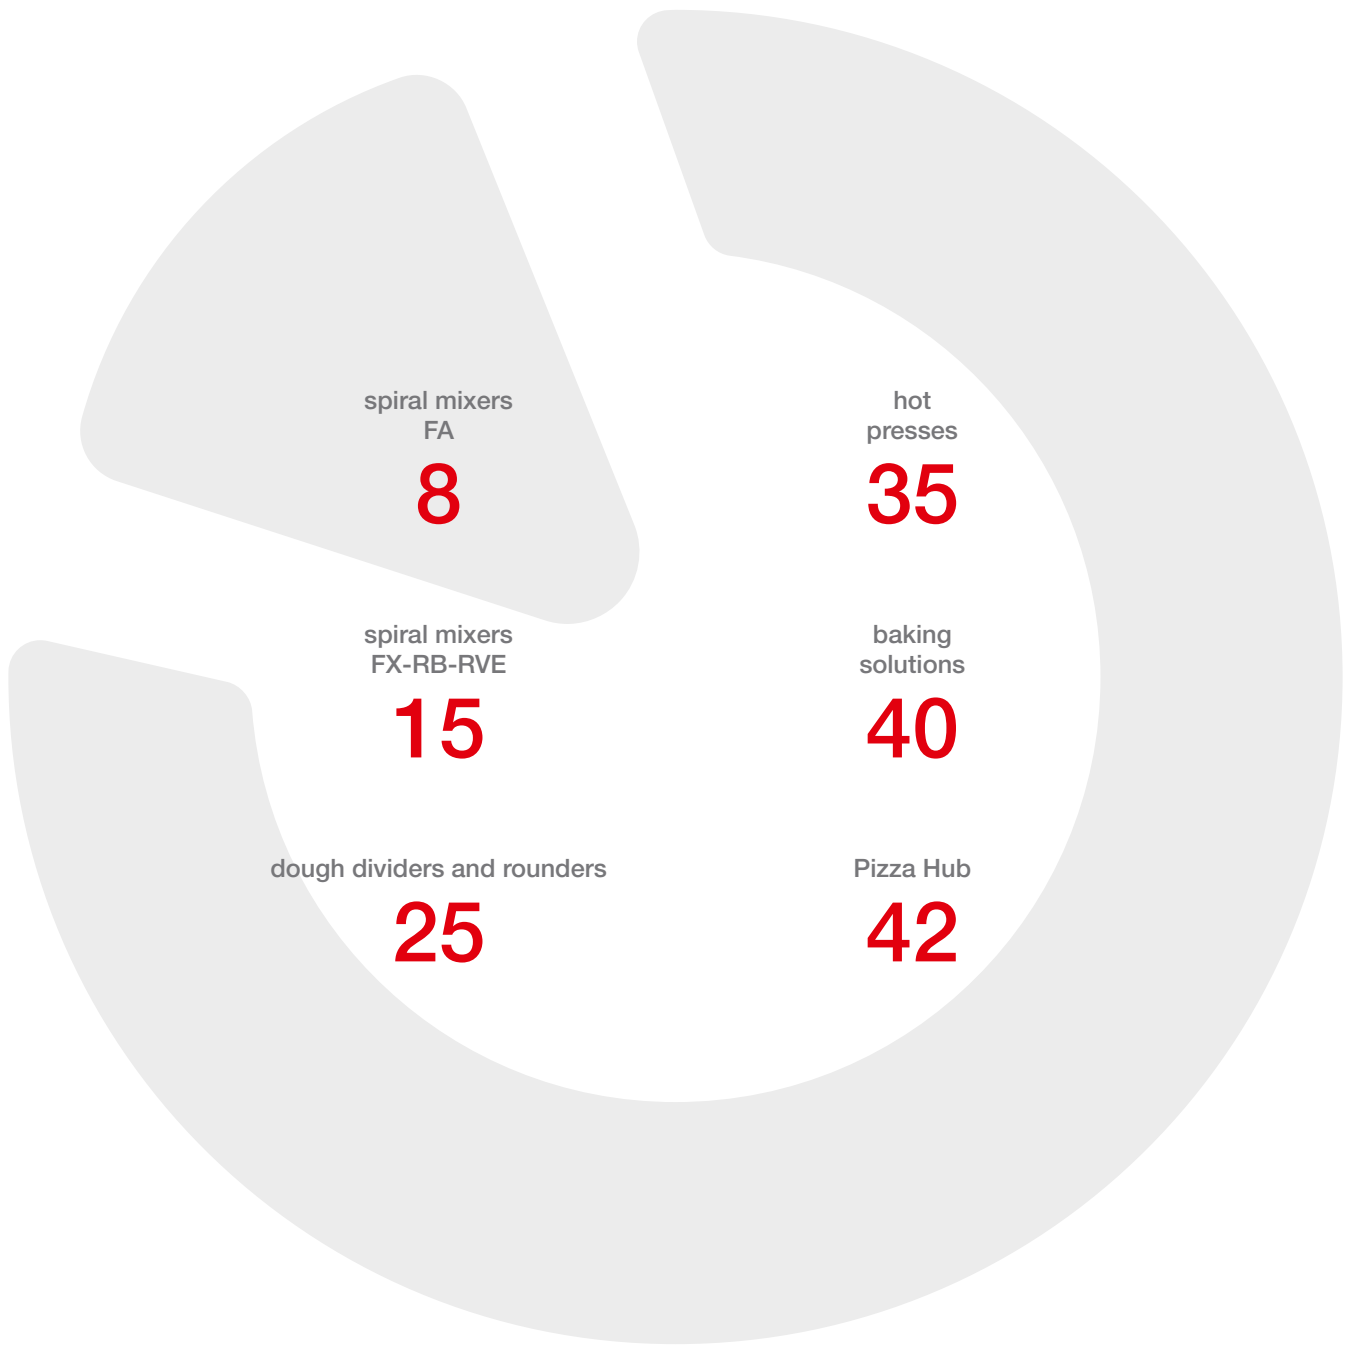 spiral mixers
FA
8
spiral mixers
FX-RB-RVE
15
dough dividers and rounders
25
hot
presses
35
baking
solutions
40
Pizza Hub
42